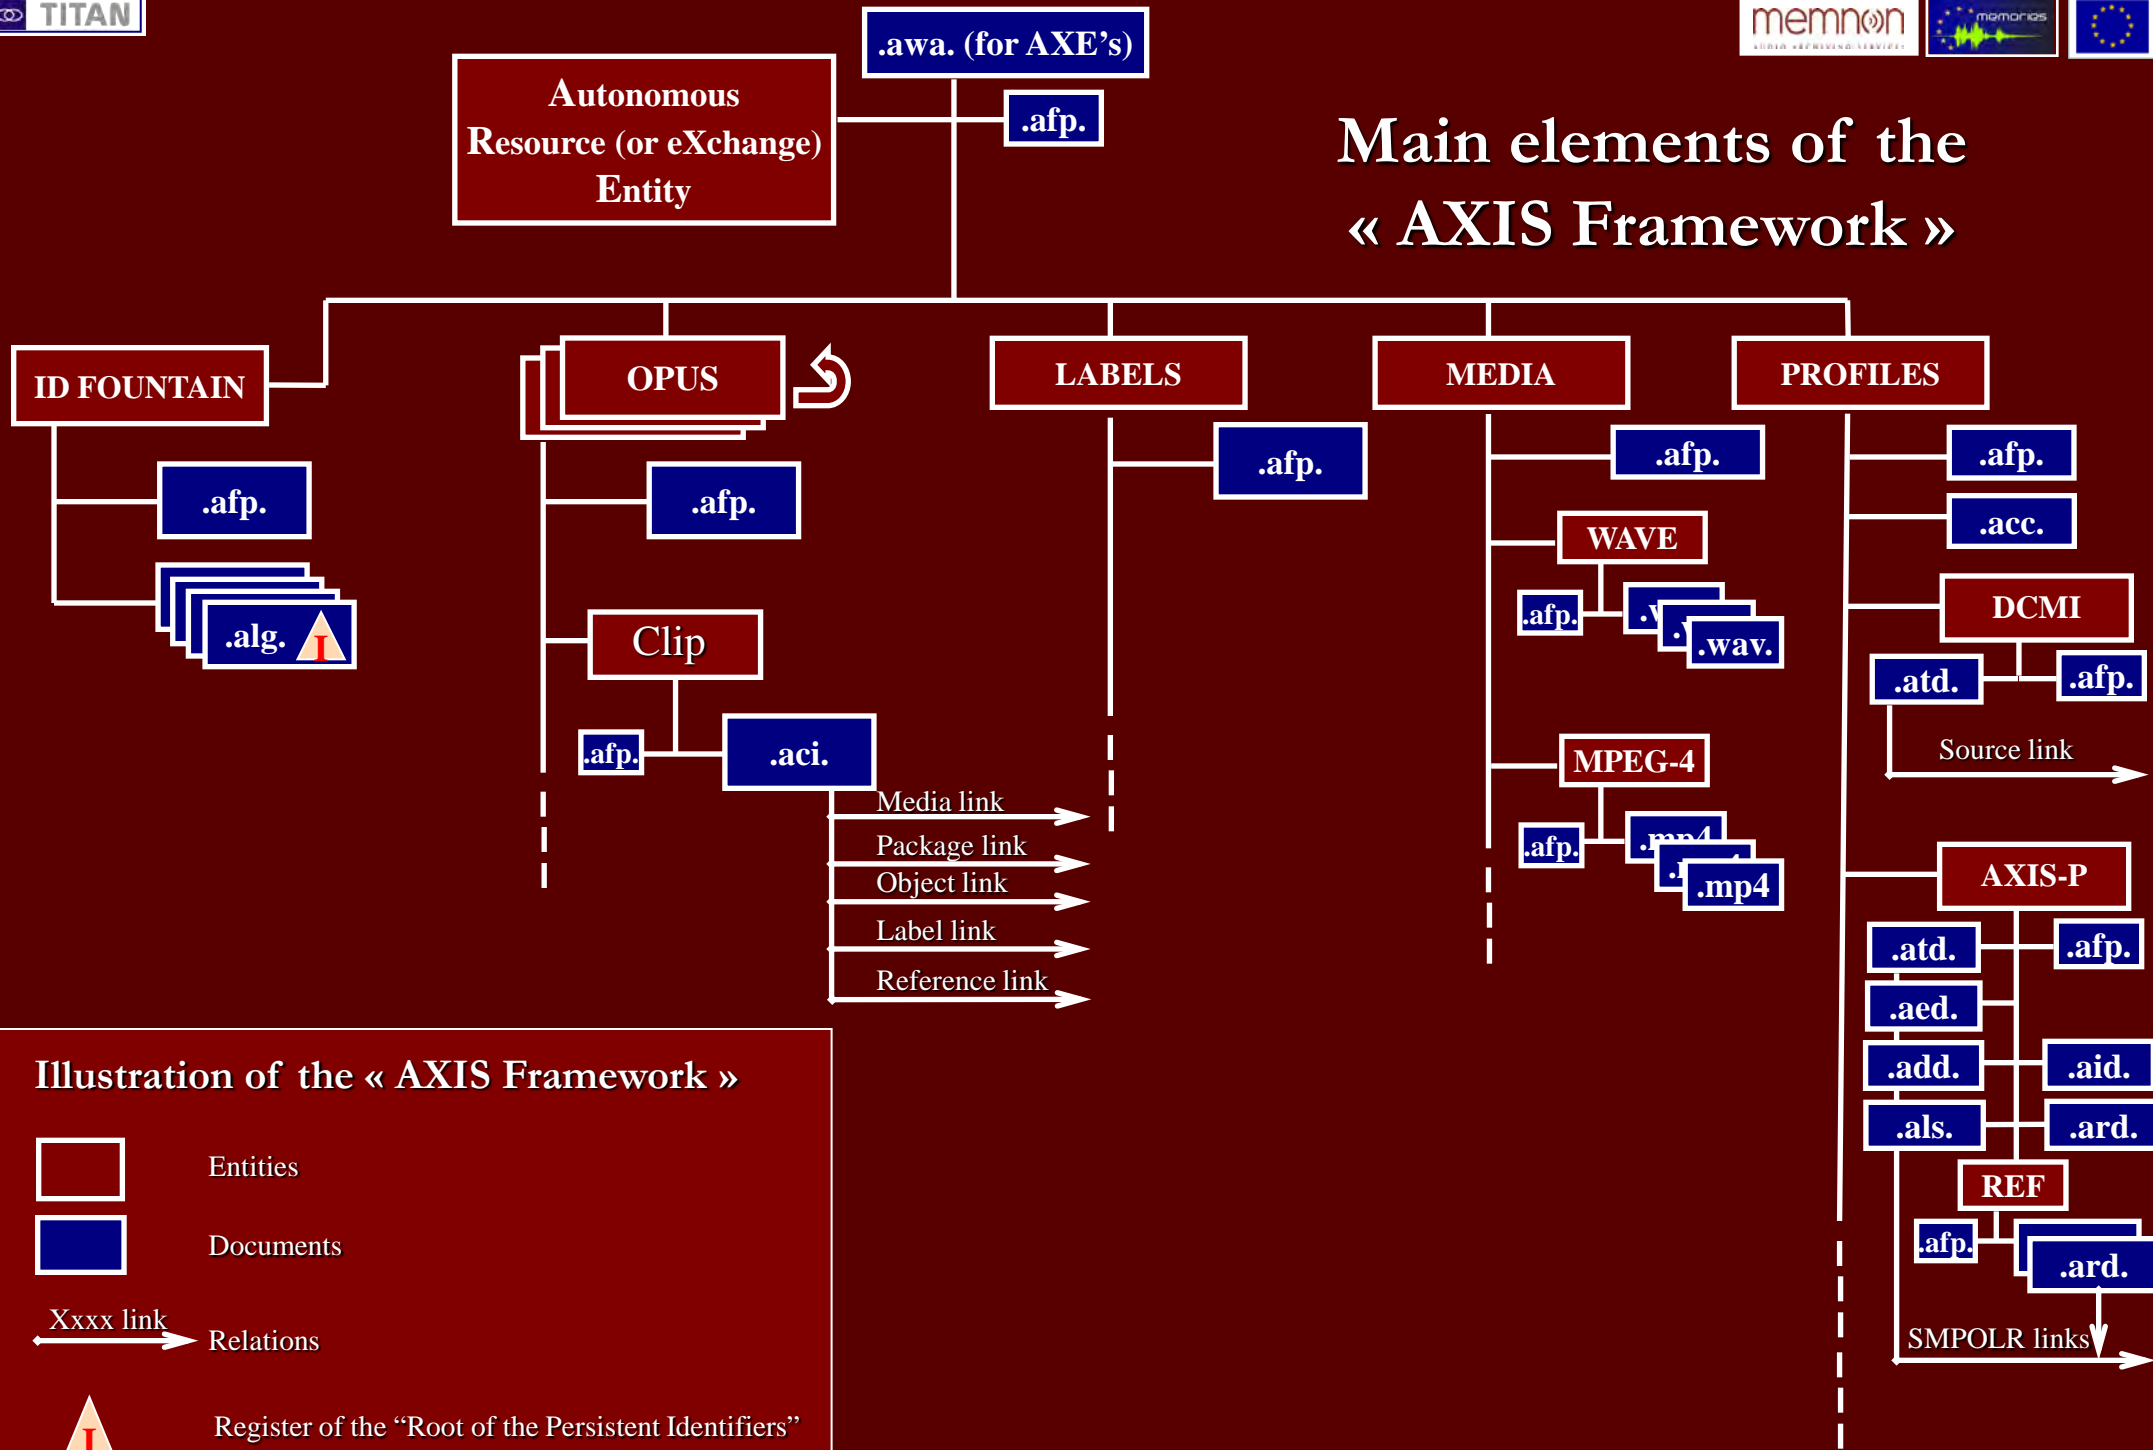 TITAN
.awa. (for AXE's)
memnon
AUDIO ARCHIVING SERVICES
memories
Autonomous
Resource (or eXchange)
Entity
.afp.
Main elements of the
« AXIS Framework »
ID FOUNTAIN
OPUS
LABELS
MEDIA
PROFILES
.afp.
.alg.
I
.afp.
Clip
.afp.
.aci.
Media link
Package link
Object link
Label link
Reference link
.afp.
.afp.
WAVE
.afp.
.wav.
MPEG-4
.afp.
.mp4
.mp4
.afp.
.acc.
DCMI
.atd.
.afp.
Source link
AXIS-P
.atd.
.afp.
.aed.
.add.
.aid.
.als.
.ard.
REF
.afp.
.ard.
SMPOLR links
Illustration of the « AXIS Framework »
Entities
Documents
Xxxx link
Relations
I
Register of the “Root of the Persistent Identifiers”